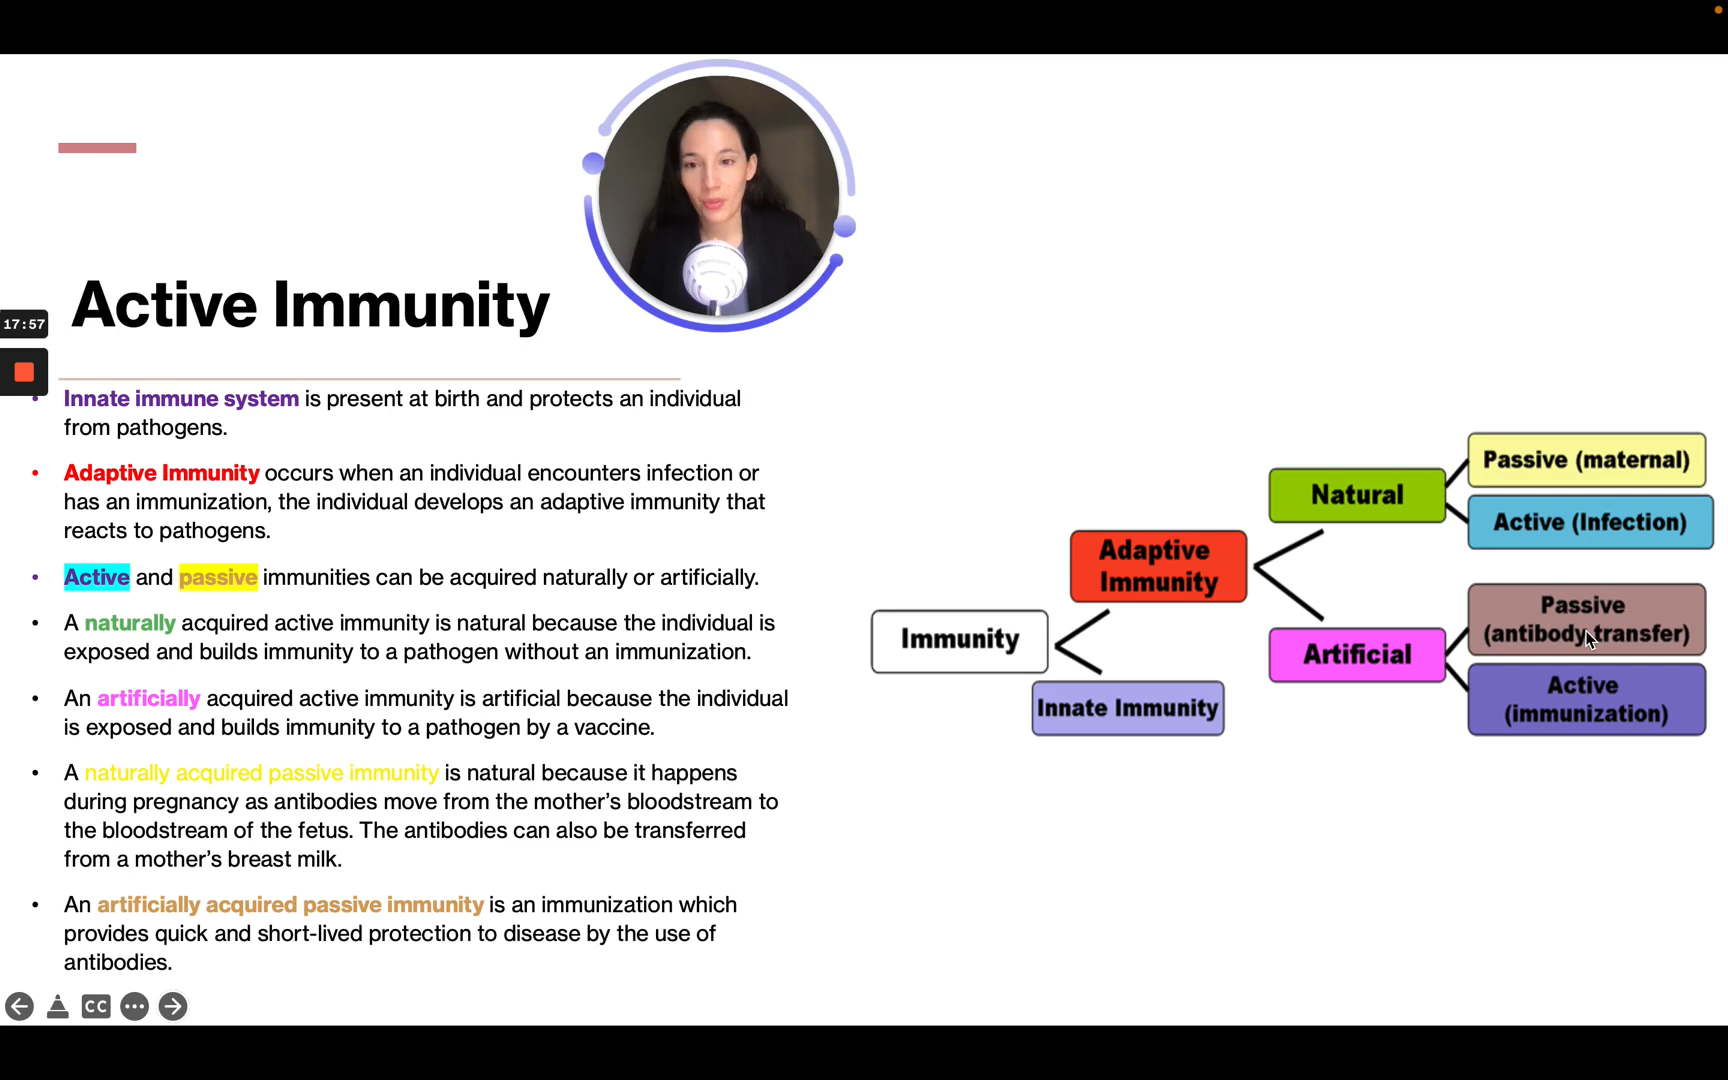 Active Immunity
17:57
• Innate immune system is present at birth and protects an individual
from pathogens.
• Adaptive Immunity occurs when an individual encounters infection or
has an immunization, the individual develops an adaptive immunity that
reacts to pathogens.
• Active and passive immunities can be acquired naturally or artificially.
• A naturally acquired active immunity is natural because the individual is
exposed and builds immunity to a pathogen without an immunization.
• An artificially acquired active immunity is artificial because the individual
is exposed and builds immunity to a pathogen by a vaccine.
• A naturally acquired passive immunity is natural because it happens
during pregnancy as antibodies move from the mother's bloodstream to
the bloodstream of the fetus. The antibodies can also be transferred
from a mother's breast milk.
• An artificially acquired passive immunity is an immunization which
provides quick and short-lived protection to disease by the use of
antibodies.
CC
Immunity
Adaptive
Immunity
Innate Immunity
Natural
Artificial
Passive (maternal)
Active (Infection)
Passive
(antibody transfer)
Active
(immunization)